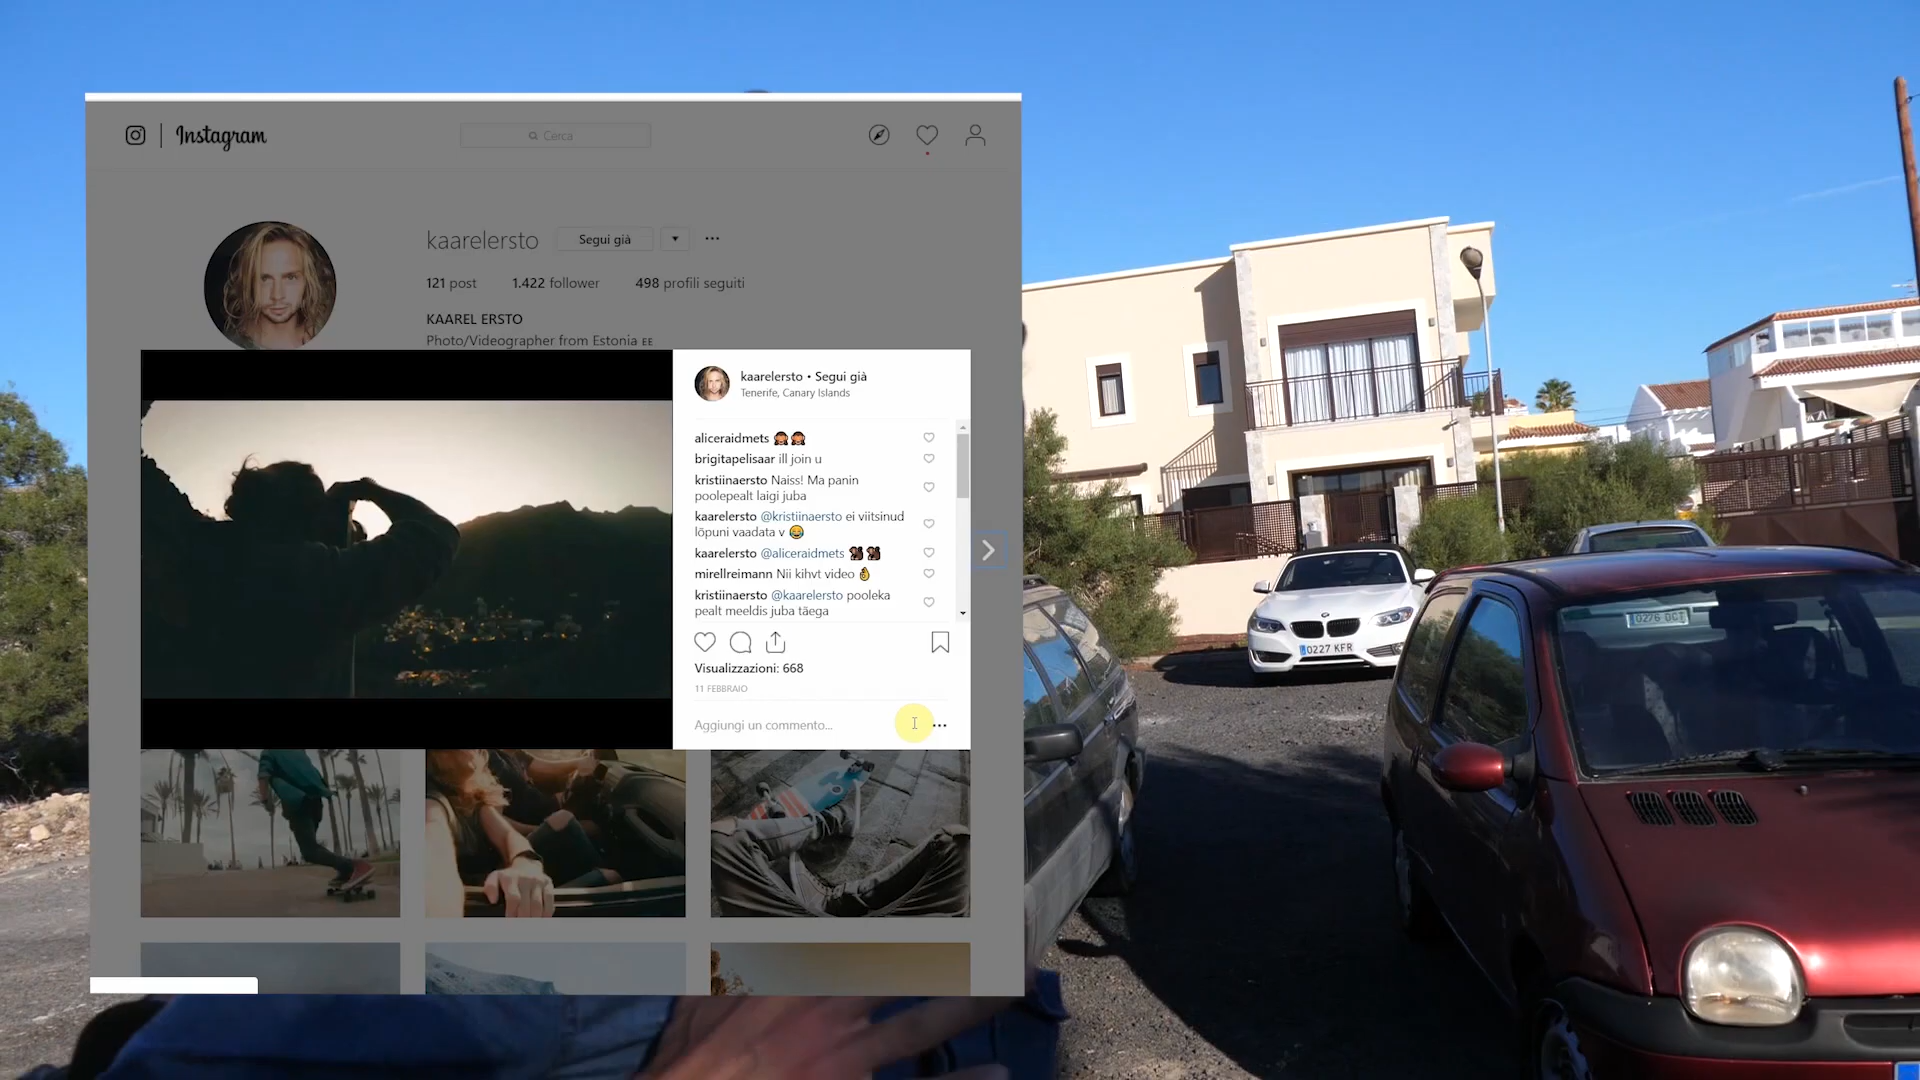 Instagram
Cerca
kaarelersto Segui già
121 post 1.422 follower 498 profili seguiti
KAAREL ERSTO
Photo/Videographer from Estonia EE
kaarelersto • Segui già
Tenerife, Canary Islands
aliceraidmets 🙈🙈
brigitapelisaar ill join u
kristiinaersto Naiss! Ma panin
poolepealt laigi juba
kaarelersto @kristiinaersto ei viitsinud
lõpuni vaadata v 😂
kaarelersto @aliceraidmets
mirellreimann Nii kihvt video 👌
kristiinaersto @kaarelersto pooleka
pealt meeldis juba täega
Visualizzazioni: 668
11 FEBBRAIO
Aggiungi un commento...
0227 KFR